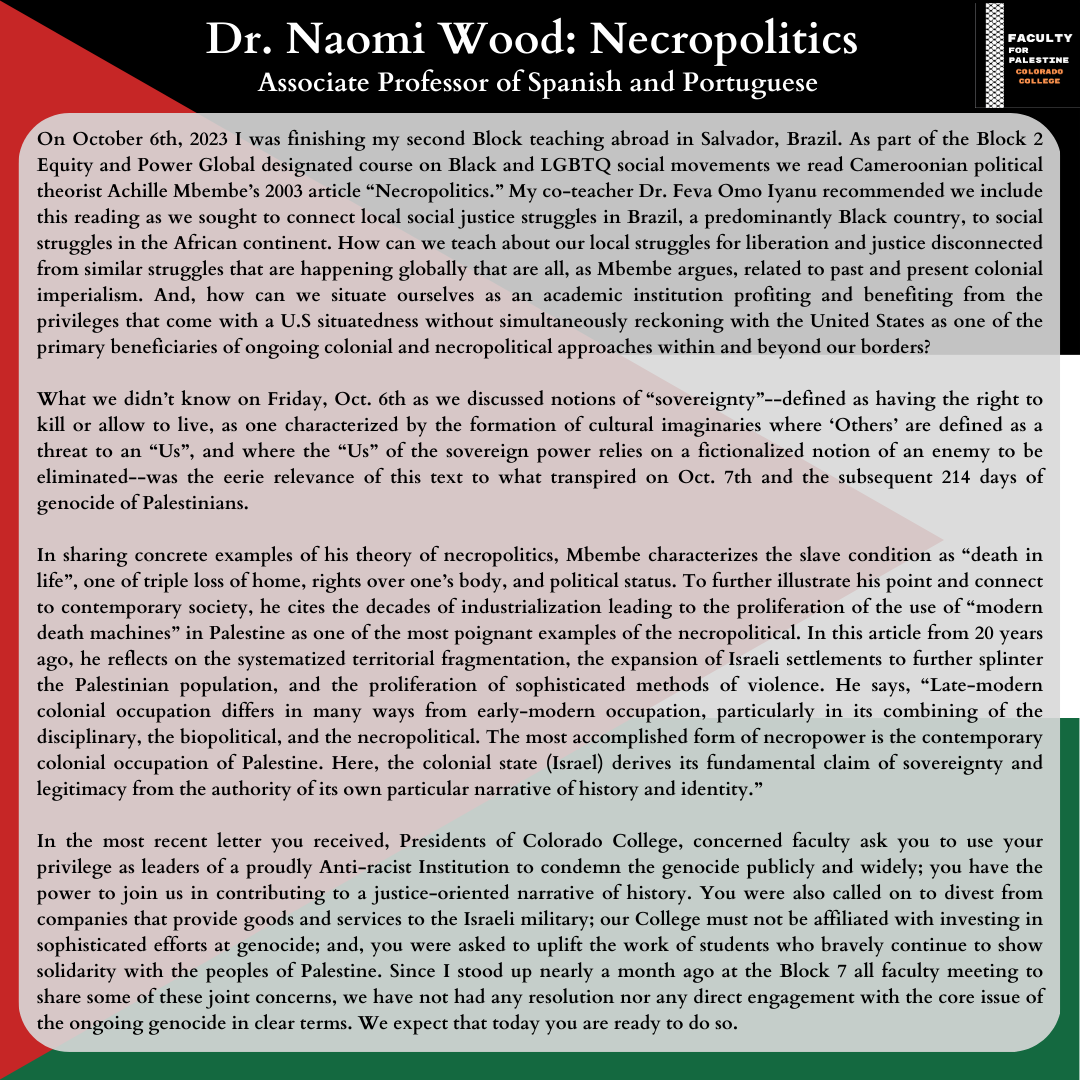 Dr. Naomi Wood: Necropolitics
Associate Professor of Spanish and Portuguese
FACULTY
FOR
PALESTINE
COLORADO
COLLEGE
On October 6th, 2023 I was finishing my second Block teaching abroad in Salvador, Brazil. As part of the Block 2
Equity and Power Global designated course on Black and LGBTQ social movements we read Cameroonian political
theorist Achille Mbembe's 2003 article “Necropolitics.” My co-teacher Dr. Feva Omo Iyanu recommended we include
this reading as we sought to connect local social justice struggles in Brazil, a predominantly Black country, to social
struggles in the African continent. How can we teach about our local struggles for liberation and justice disconnected
from similar struggles that are happening globally that are all, as Mbembe argues, related to past and present colonial
imperialism. And, how can we situate ourselves as an academic institution profiting and benefiting from the
privileges that come with a U.S situatedness without simultaneously reckoning with the United States as one of the
primary beneficiaries of ongoing colonial and necropolitical approaches within and beyond our borders?
What we didn't know on Friday, Oct. 6th as we discussed notions of “sovereignty”--defined as having the right to
kill or allow to live, as one characterized by the formation of cultural imaginaries where ‘Others’ are defined as a
threat to an “Us”, and where the “Us” of the sovereign power relies on a fictionalized notion of an enemy to be
eliminated--was the eerie relevance of this text to what transpired on Oct. 7th and the subsequent 214 days of
genocide of Palestinians.
In sharing concrete examples of his theory of necropolitics, Mbembe characterizes the slave condition as “death in
life”, one of triple loss of home, rights over one's body, and political status. To further illustrate his point and connect
to contemporary society, he cites the decades of industrialization leading to the proliferation of the use of “modern
death machines” in Palestine as one of the most poignant examples of the necropolitical. In this article from 20 years
ago, he reflects on the systematized territorial fragmentation, the expansion of Israeli settlements to further splinter
the Palestinian population, and the proliferation of sophisticated methods of violence. He says, “Late-modern
colonial occupation differs in many ways from early-modern occupation, particularly in its combining of the
disciplinary, the biopolitical, and the necropolitical. The most accomplished form of necropower is the contemporary
colonial occupation of Palestine. Here, the colonial state (Israel) derives its fundamental claim of sovereignty and
legitimacy from the authority of its own particular narrative of history and identity.”
In the most recent letter you received, Presidents of Colorado College, concerned faculty ask you to use your
privilege as leaders of a proudly Anti-racist Institution to condemn the genocide publicly and widely; you have the
power to join us in contributing to a justice-oriented narrative of history. You were also called on to divest from
companies that provide goods and services to the Israeli military; our College must not be affiliated with investing in
sophisticated efforts at genocide; and, you were asked to uplift the work of students who bravely continue to show
solidarity with the peoples of Palestine. Since I stood up nearly a month ago at the Block 7 all faculty meeting to
share some of these joint concerns, we have not had any resolution nor any direct engagement with the core issue of
the ongoing genocide in clear terms. We expect that today you are ready to do so.